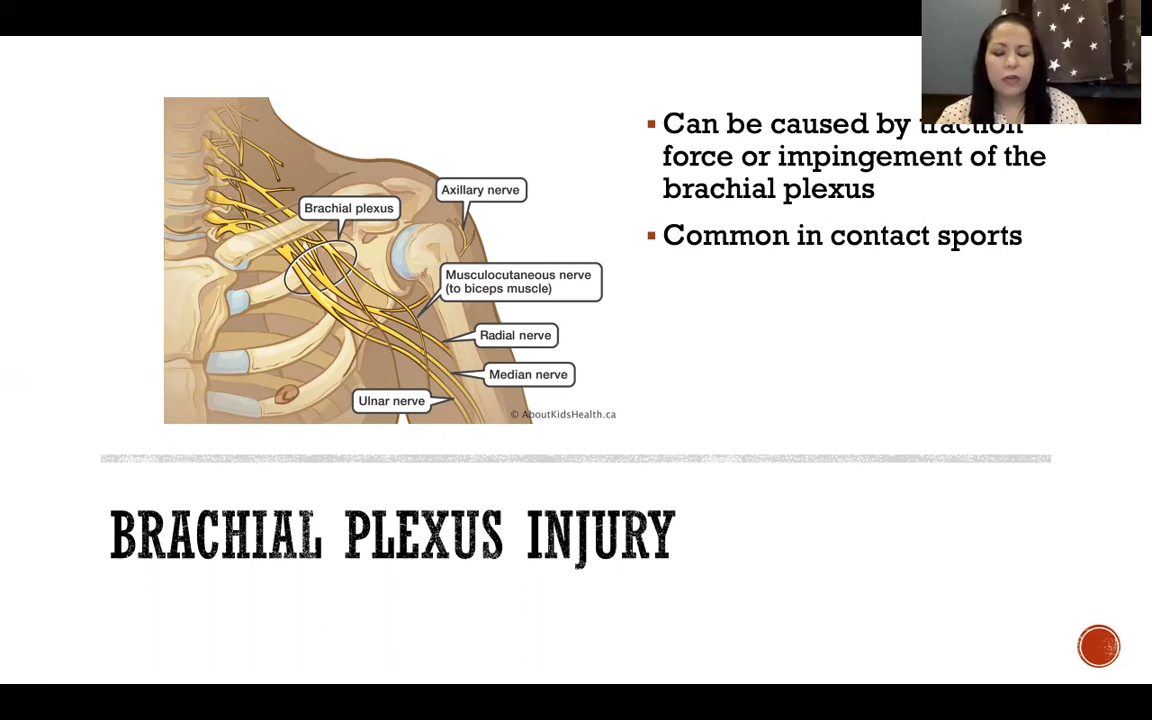 Axillary nerve
Brachial plexus
Musculocutaneous nerve
(to biceps muscle)
Radial nerve
Median nerve
Ulnar nerve
© AboutKidsHealth.ca
▪ Can be caused by traction
force or impingement of the
brachial plexus
▪ Common in contact sports
BRACHIAL PLEXUS INJURY